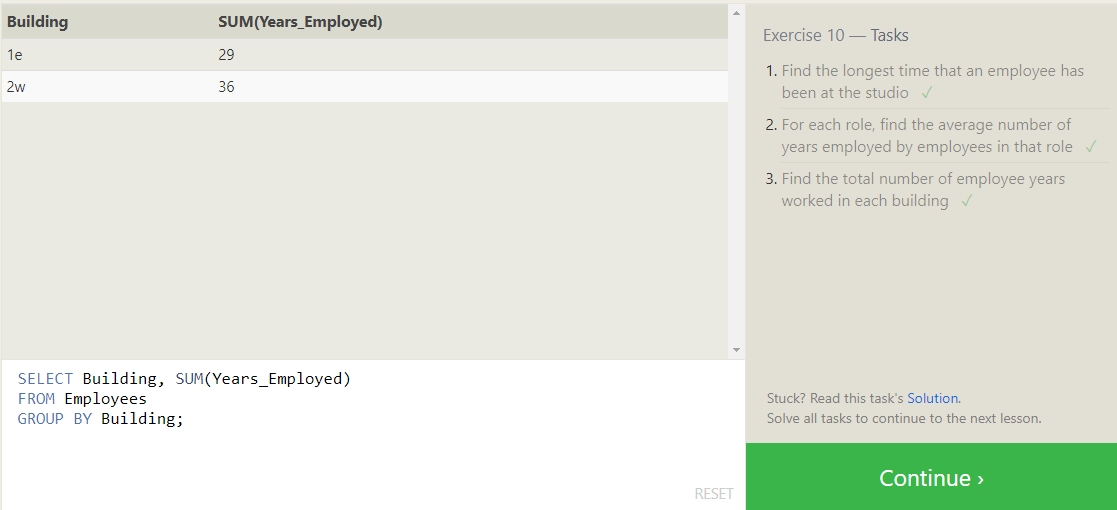 Building SUM(Years_Employed)
1e 29
2w 36
SELECT Building, SUM(Years_Employed)
FROM Employees
GROUP BY Building;
RESET
Exercise 10 — Tasks
1. Find the longest time that an employee has
been at the studio ✓
2. For each role, find the average number of
years employed by employees in that role ✓
3. Find the total number of employee years
worked in each building ✓
Stuck? Read this task's Solution.
Solve all tasks to continue to the next lesson.
Continue ›